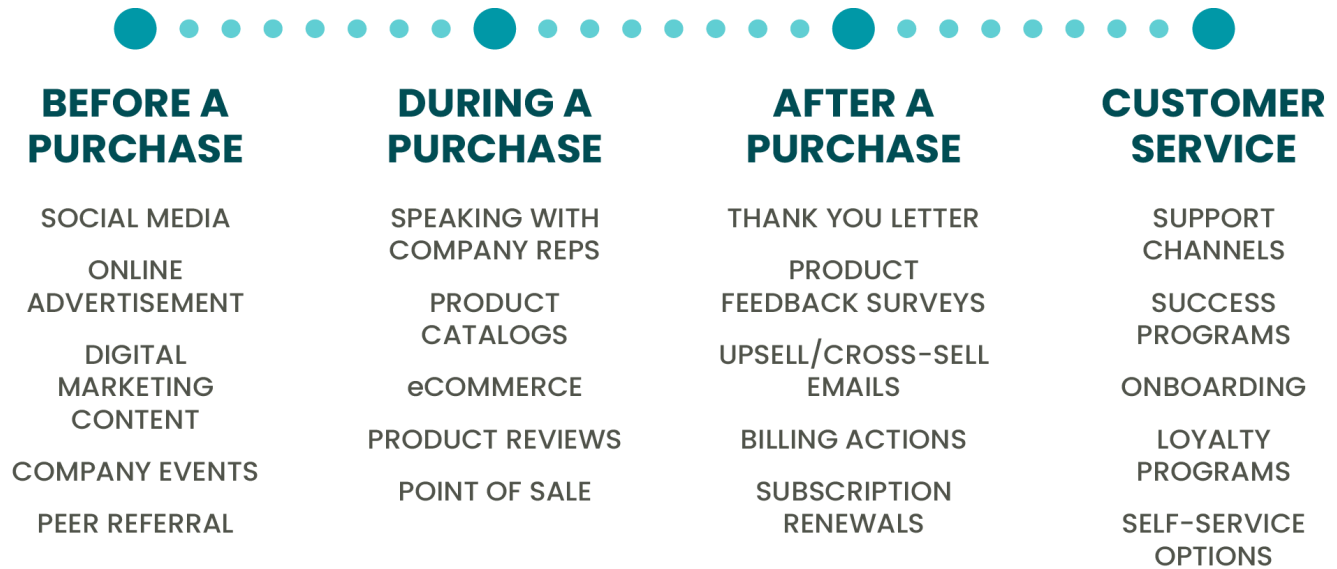 BEFORE A
PURCHASE
SOCIAL MEDIA
ONLINE
ADVERTISEMENT
DIGITAL
MARKETING
CONTENT
COMPANY EVENTS
PEER REFERRAL
DURING A
PURCHASE
SPEAKING WITH
COMPANY REPS
PRODUCT
CATALOGS
eCOMMERCE
PRODUCT REVIEWS
POINT OF SALE
AFTER A
PURCHASE
THANK YOU LETTER
PRODUCT
FEEDBACK SURVEYS
UPSELL/CROSS-SELL
EMAILS
BILLING ACTIONS
SUBSCRIPTION
RENEWALS
CUSTOMER
SERVICE
SUPPORT
CHANNELS
SUCCESS
PROGRAMS
ONBOARDING
LOYALTY
PROGRAMS
SELF-SERVICE
OPTIONS